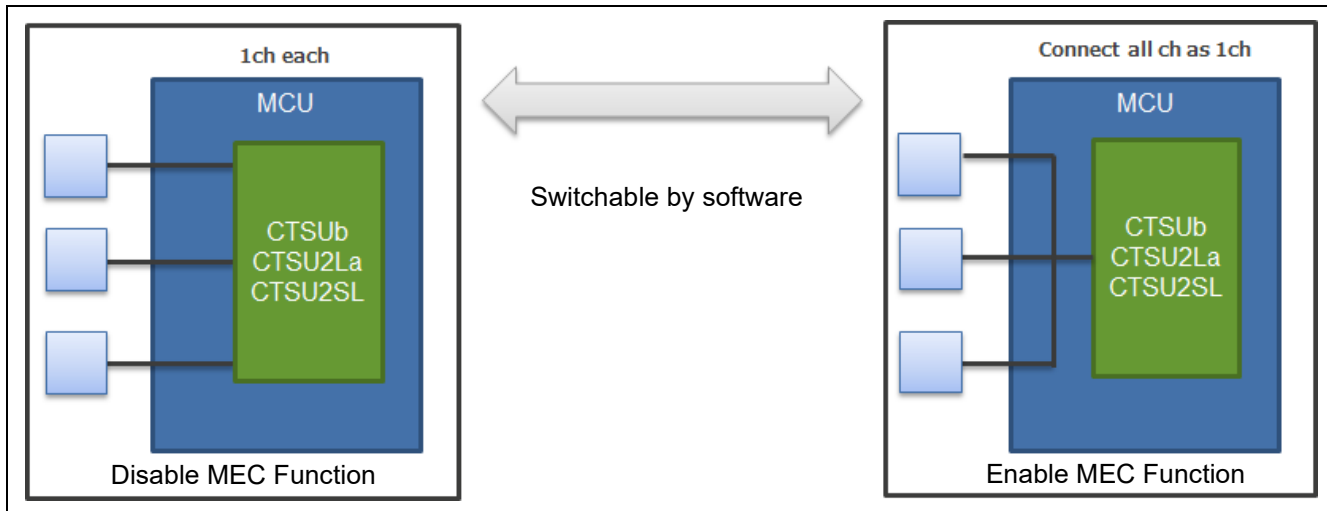 1ch each
MCU
CTSUb
CTSU2La
CTSU2SL
Disable MEC Function
Switchable by software
Connect all ch as 1ch
MCU
CTSUb
CTSU2La
CTSU2SL
Enable MEC Function